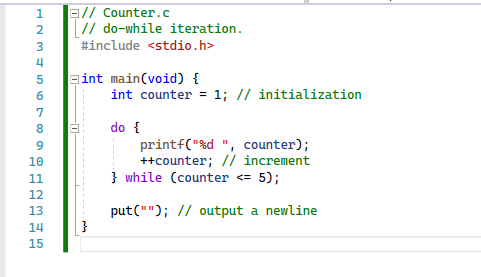 1 // Counter.c
2 // do-while iteration.
3 #include <stdio.h>
4
5 int main(void) {
6 int counter = 1; // initialization
7
8 do {
9 printf("%d ", counter);
10 ++counter; // increment
11 } while (counter <= 5);
12
13 put(""); // output a newline
14 }
15